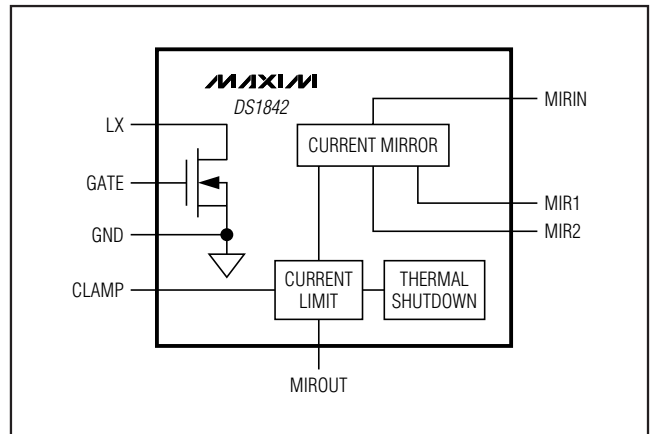 MAXIM
DS1842
MIRIN
LX
CURRENT MIRROR
GATE
MIR1
GND
MIR2
CLAMP
CURRENT
LIMIT
THERMAL
SHUTDOWN
MIROUT